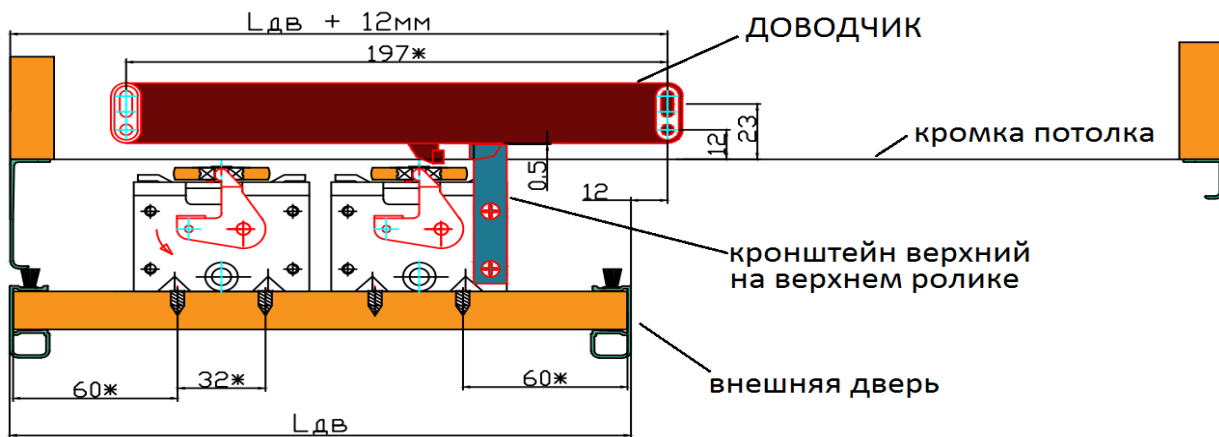 Lдв + 12мм
197*
ДОВОДЧИК
12
23
кромка потолка
0.5
12
кронштейн верхний
на верхнем ролике
60*
32*
60*
внешняя дверь
Lдв